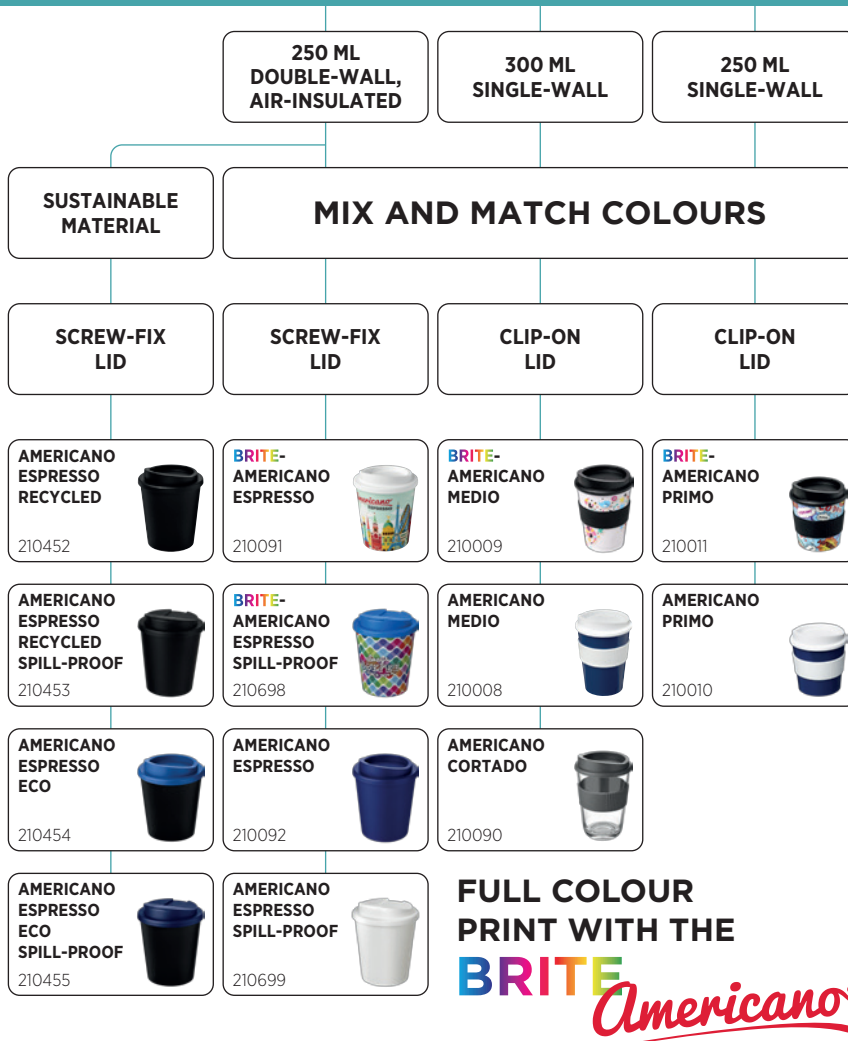 250 ML
DOUBLE-WALL,
AIR-INSULATED
300 ML
SINGLE-WALL
250 ML
SINGLE-WALL
SUSTAINABLE
MATERIAL
MIX AND MATCH COLOURS
SCREW-FIX
LID
SCREW-FIX
LID
CLIP-ON
LID
CLIP-ON
LID
AMERICANO
ESPRESSO
RECYCLED
210452
BRITE-
AMERICANO
ESPRESSO
210091
americano
ESPRESSO
BRITE-
AMERICANO
MEDIO
210009
BRITE-
AMERICANO
PRIMO
210011
AMERICANO
ESPRESSO
RECYCLED
SPILL-PROOF
210453
BRITE-
AMERICANO
ESPRESSO
SPILL-PROOF
210698
AMERICANO
MEDIO
210008
AMERICANO
PRIMO
210010
AMERICANO
ESPRESSO
ECO
210454
AMERICANO
ESPRESSO
210092
AMERICANO
CORTADO
210090
AMERICANO
ESPRESSO
ECO
SPILL-PROOF
210455
AMERICANO
ESPRESSO
SPILL-PROOF
210699
FULL COLOUR
PRINT WITH THE
BRITE
americano